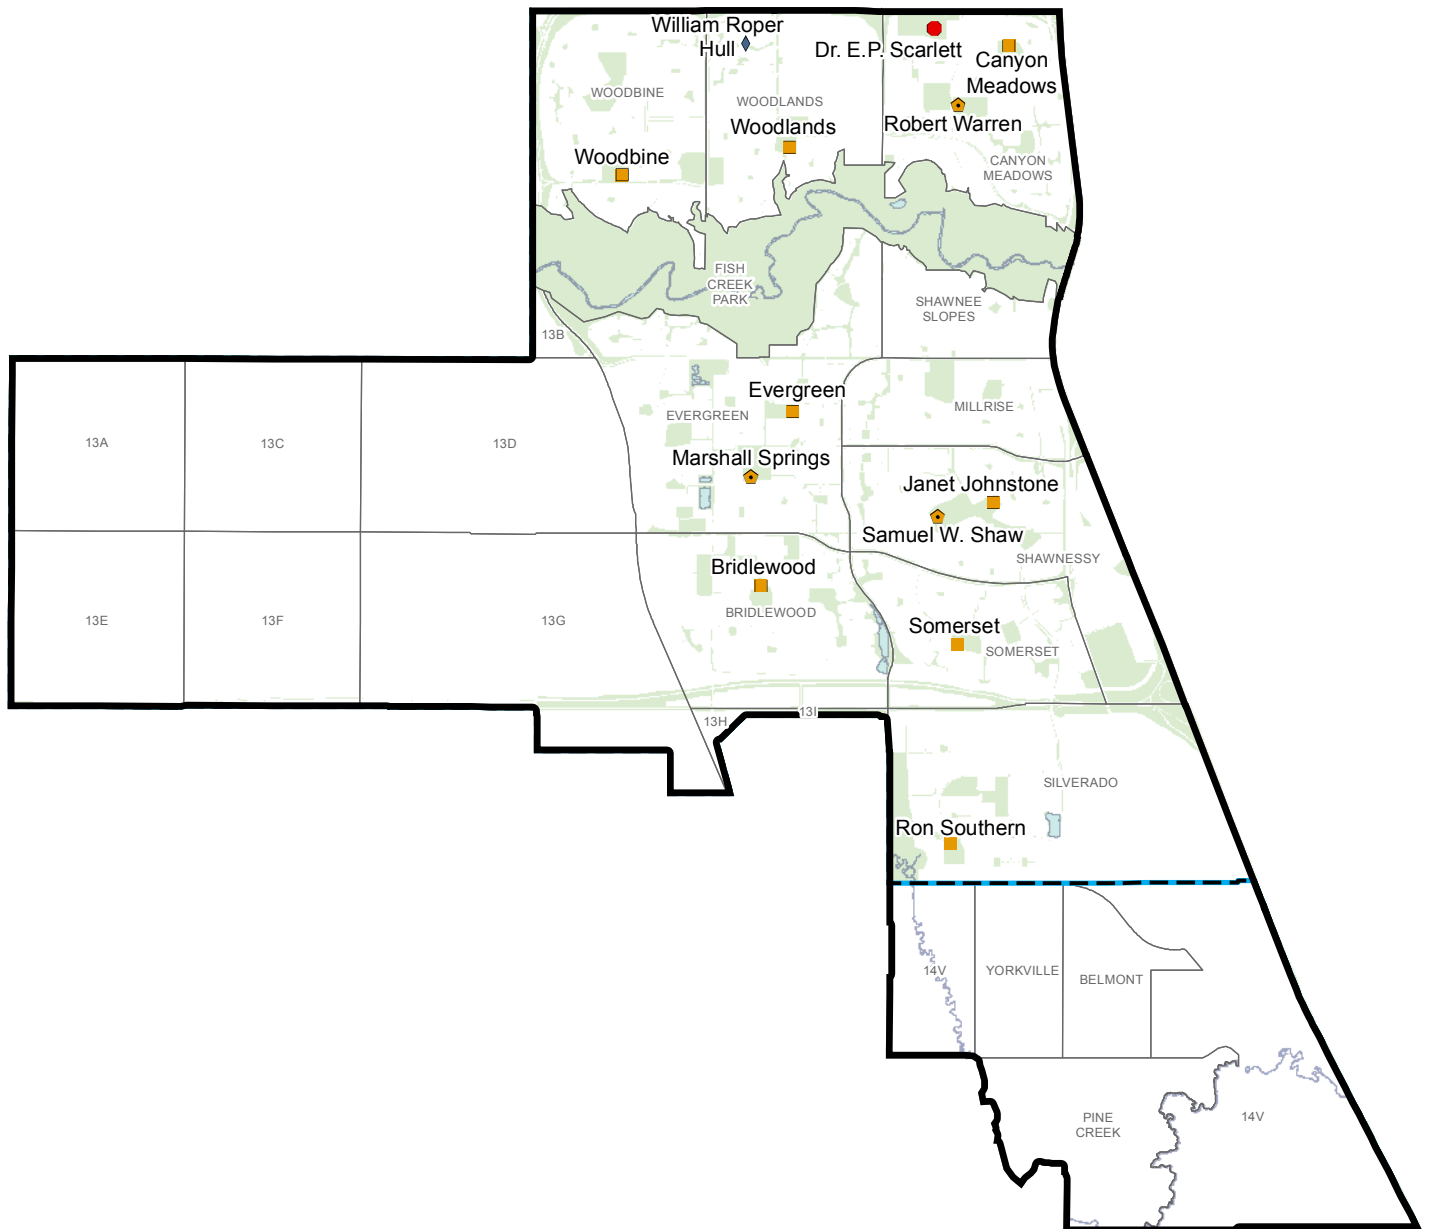 William Roper
Hull
Dr. E.P. Scarlett
Canyon
Meadows
WOODBINE
WOODLANDS
Woodlands
Robert Warren
Woodbine
CANYON
MEADOWS
FISH
CREEK
PARK
SHAWNEE
SLOPES
13B
Evergreen
EVERGREEN
MILLRISE
13A
13C
13D
Marshall Springs
Janet Johnstone
Samuel W. Shaw
SHAWNESSY
Bridlewood
BRIDLEWOOD
13E
13F
13G
Somerset
SOMERSET
13H
13I
SILVERADO
Ron Southern
14V
YORKVILLE
BELMONT
PINE
CREEK
14V